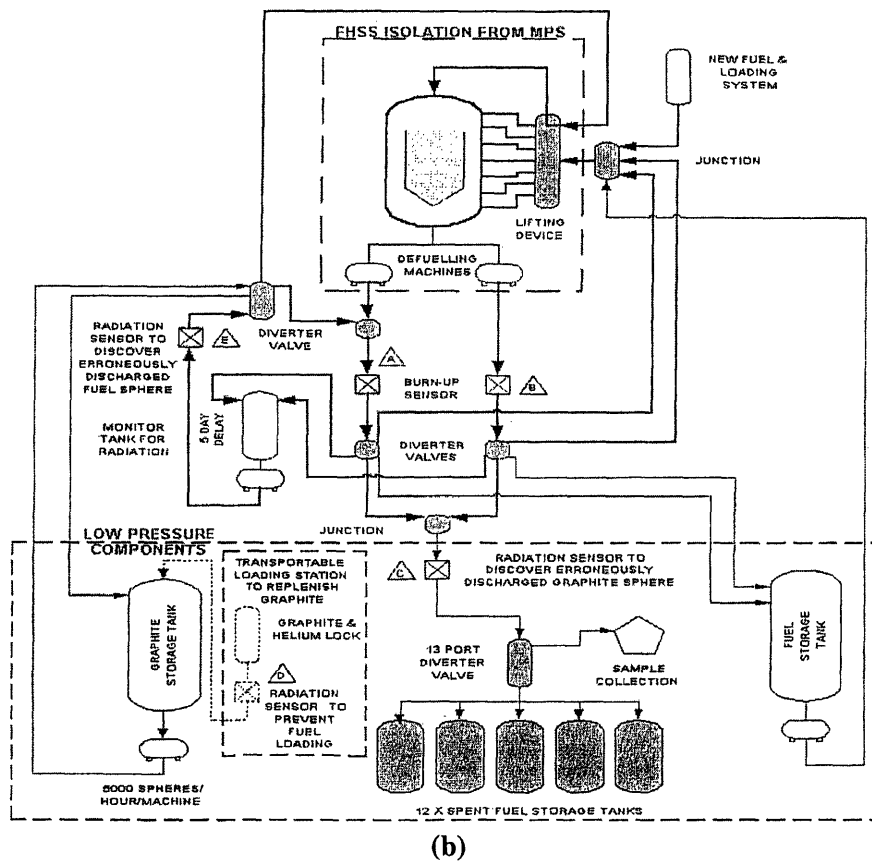 FHSS ISOLATION FROM MPS
NEW FUEL &
LOADING
SYSTEM
JUNCTION
LIFTING
DEVICE
DEFUELLING
MACHINES
RADIATION
SENSOR TO
DISCOVER
ERRONEOUSLY
DISCHARGED
FUEL SPHERE
E
DIVERTER
VALVE
A
BURN-UP
SENSOR
B
MONITOR
TANK FOR
RADIATION
5 DAY
DELAY
DIVERTER
VALVES
JUNCTION
LOW PRESSURE
COMPONENTS
C
RADIATION SENSOR TO
DISCOVER ERRONEOUSLY
DISCHARGED GRAPHITE SPHERE
TRANSPORTABLE
LOADING STATION
TO REPLENISH
GRAPHITE
GRAPHITE &
HELIUM LOCK
D
RADIATION
SENSOR TO
PREVENT
FUEL
LOADING
GRAPHITE
STORAGE TANK
13 PORT
DIVERTER
VALVE
SAMPLE
COLLECTION
FUEL
STORAGE
TANK
SPHERES/
HOUR/MACHINE
12 X SPENT FUEL STORAGE TANKS
(b)